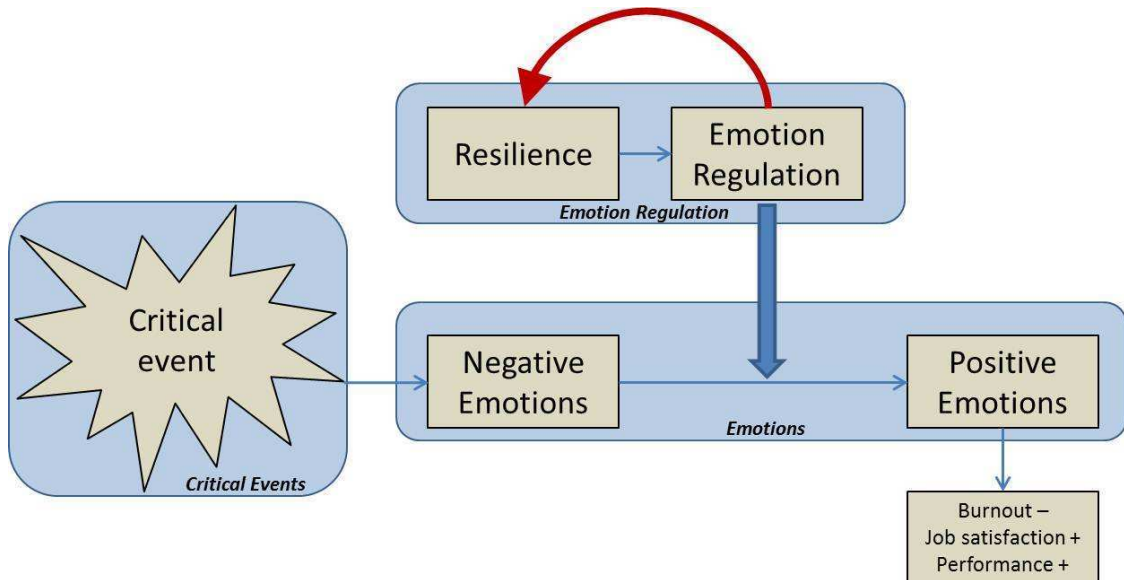 Resilience
Emotion
Regulation
Emotion Regulation
Critical
event
Critical Events
Negative
Emotions
Positive
Emotions
Emotions
Burnout –
Job satisfaction +
Performance +